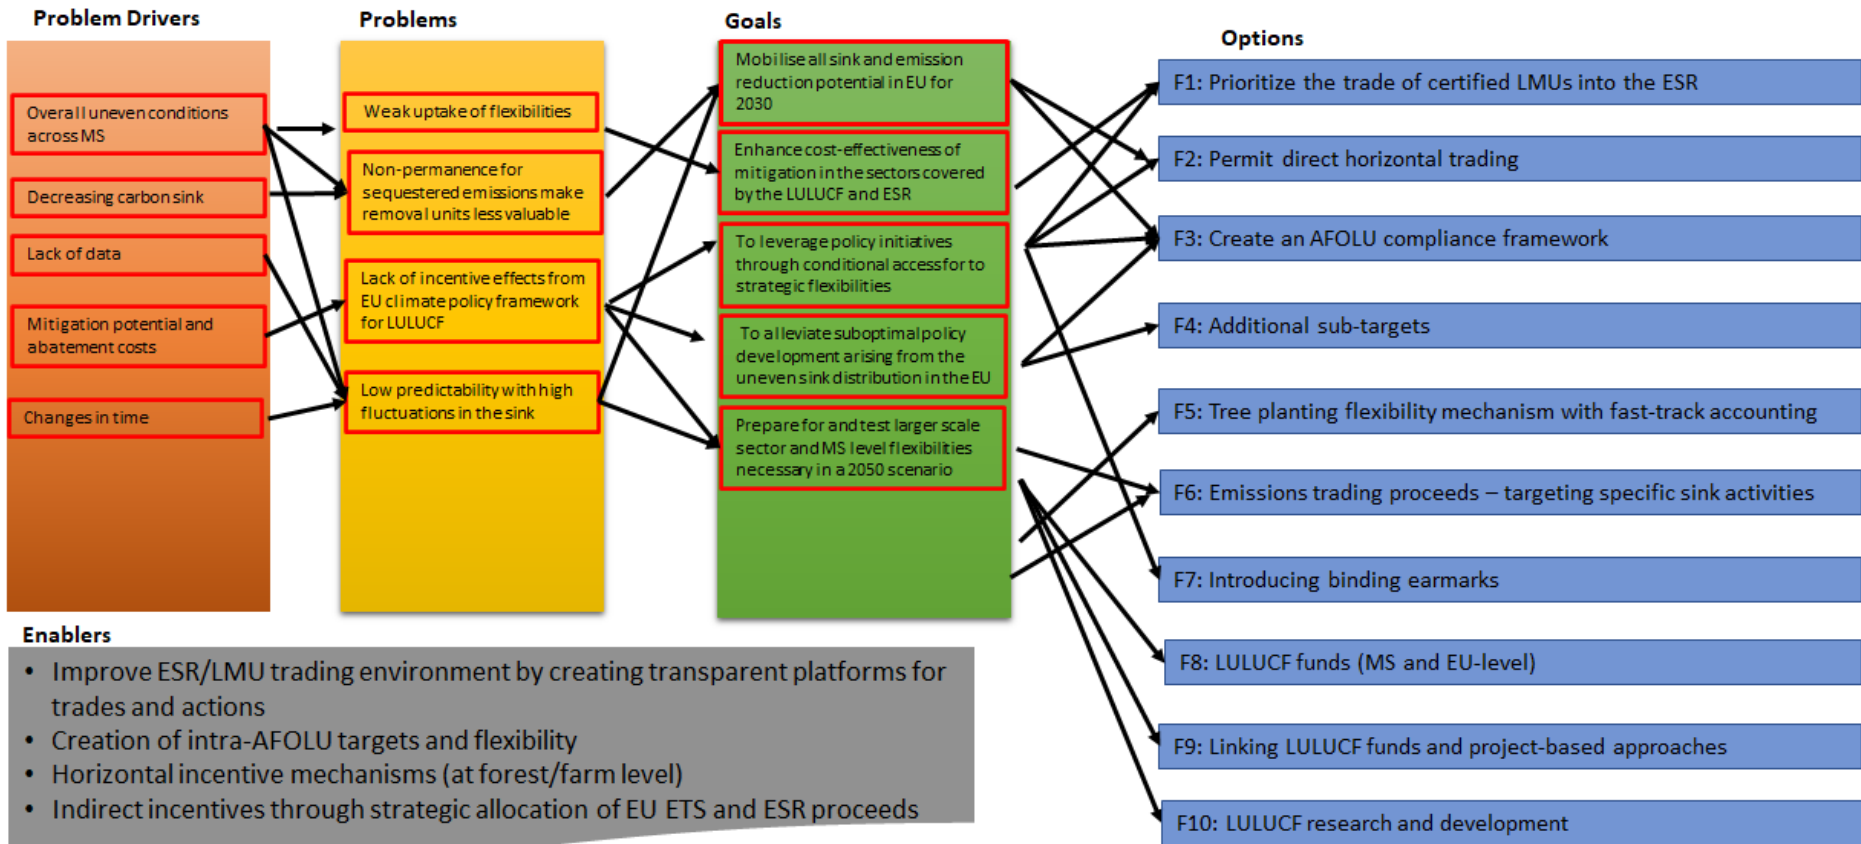 Problem Drivers
Overall uneven conditions
across MS
Decreasing carbon sink
Lack of data
Mitigation potential and
abatement costs
Changes in time
Problems
Weak uptake of flexibilities
Non-permanence for
sequestered emissions make
removal units less valuable
Lack of incentive effects from
EU climate policy framework
for LULUCF
Low predictability with high
fluctuations in the sink
Goals
Mobilise all sink and emission
reduction potential in EU for
2030
Enhance cost-effectiveness of
mitigation in the sectors covered
by the LULUCF and ESR
To leverage policy initiatives
through conditional access for to
strategic flexibilities
To alleviate suboptimal policy
development arising from the
uneven sink distribution in the EU
Prepare for and test larger scale
sector and MS level flexibilities
necessary in a 2050 scenario
Options
F1: Prioritize the trade of certified LMUs into the ESR
F2: Permit direct horizontal trading
F3: Create an AFOLU compliance framework
F4: Additional sub-targets
F5: Tree planting flexibility mechanism with fast-track accounting
F6: Emissions trading proceeds – targeting specific sink activities
F7: Introducing binding earmarks
F8: LULUCF funds (MS and EU-level)
F9: Linking LULUCF funds and project-based approaches
F10: LULUCF research and development
Enablers
• Improve ESR/LMU trading environment by creating transparent platforms for
trades and actions
• Creation of intra-AFOLU targets and flexibility
• Horizontal incentive mechanisms (at forest/farm level)
• Indirect incentives through strategic allocation of EU ETS and ESR proceeds